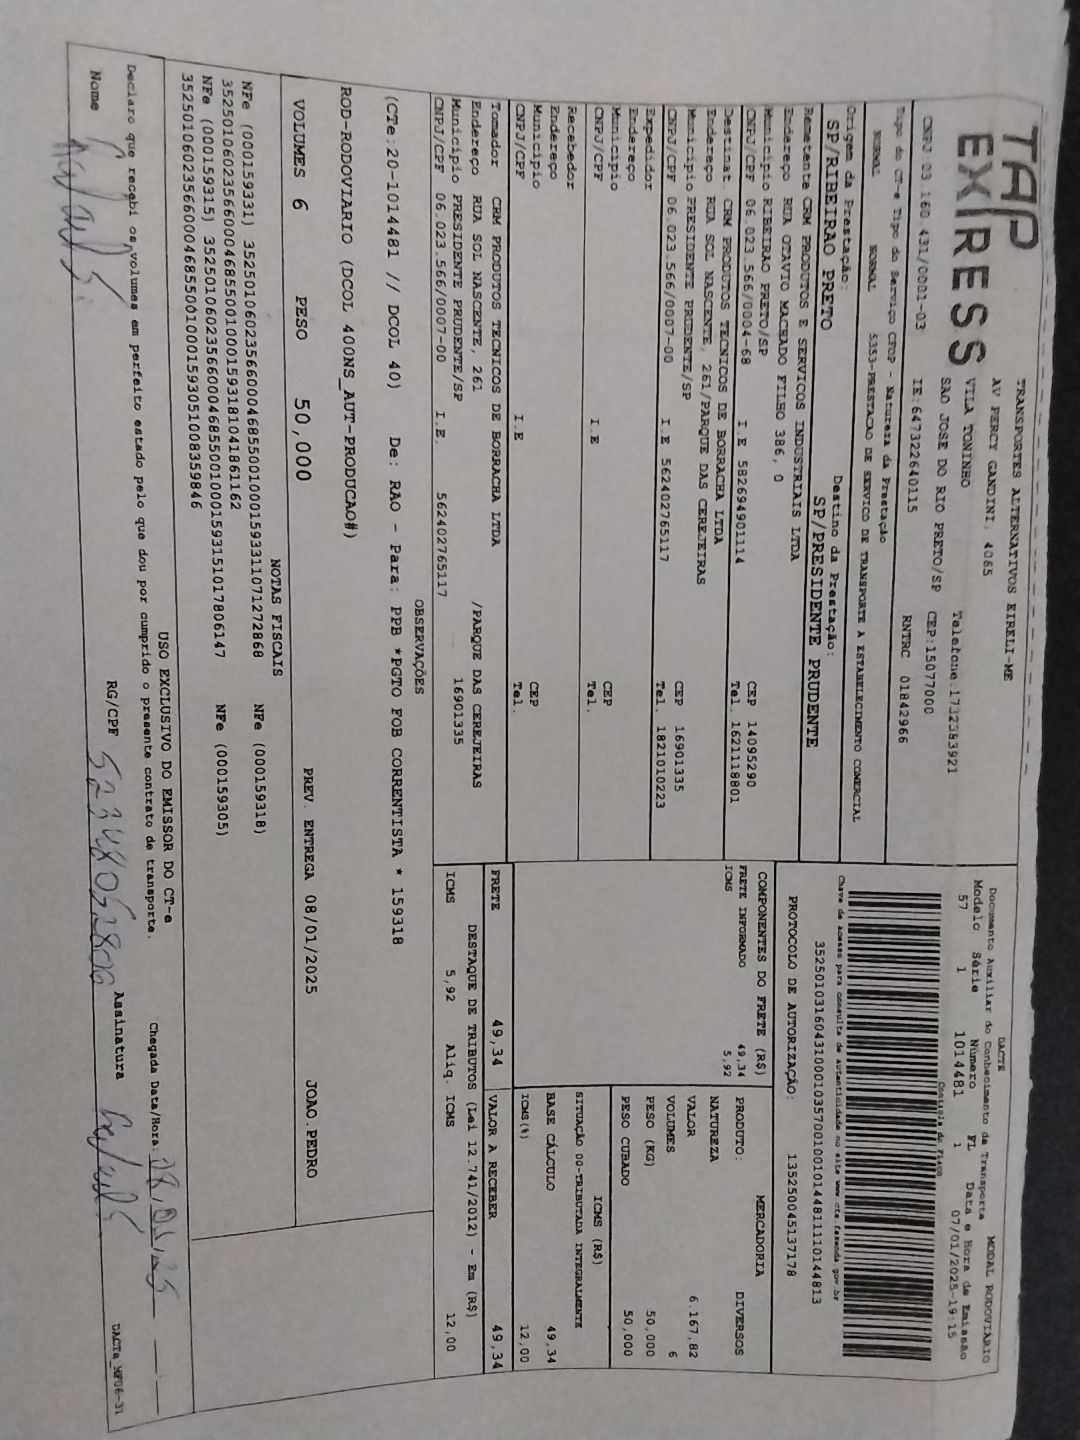 TAP
EXPRESS
TRANSPORTES ALTERNATIVOS EIRELI-ME
AV PERCY GANDINI, 4065
VILA TONINHO
SAO JOSE DO RIO PRETO/SP
Telefone:1732383921
CEP:15077000
CNPJ 03.160.431/0001-03 IE:647322640115 RNTRC 01842966
Tipo do CT-e Tipo do Serviço CFOP - Natureza da Prestação
NORMAL NORMAL 5353-PRESTACAO DE SERVICO DE TRANSPORTE A ESTABELECIMENTO COMERCIAL
Origem da Prestação: Destino da Prestação:
SP/RIBEIRAO PRETO SP/PRESIDENTE PRUDENTE
Remetente CRM PRODUTOS E SERVICOS INDUSTRIAIS LTDA
Endereço RUA OTAVIO MACHADO FILHO 386, 0
Municipio RIBEIRAO PRETO/SP CEP 14095290
CNPJ/CPF 06.023.566/0004-68 I.E 582694901114 Tel. 1621118801
Destinat. CRM PRODUTOS TECNICOS DE BORRACHA LTDA
Endereço RUA SOL NASCENTE, 261/PARQUE DAS CEREJEIRAS
Municipio PRESIDENTE PRUDENTE/SP CEP 16901335
CNPJ/CPF 06.023.566/0007-00 I.E 562402765117 Tel. 1821010223
Expedidor
Endereço
Municipio CEP
CNPJ/CPF I.E Tel.
Recebedor
Endereço
Municipio CEP
CNPJ/CPF I.E Tel.
Tomador CRM PRODUTOS TECNICOS DE BORRACHA LTDA
Endereço RUA SOL NASCENTE, 261 /PARQUE DAS CEREJEIRAS
Municipio PRESIDENTE PRUDENTE/SP 16901335
CNPJ/CPF 06.023.566/0007-00 I.E. 562402765117
DACTE
Documento Auxiliar do Conhecimento de Transporte MODAL RODOVIÁRIO
Modelo Série Número FL Data e Hora de Emissão
57 1 1014481 1 07/01/2025-19:15
Controle do Fisco
Chave de acesso para consulta de autenticidade no site www.cte.fazenda.gov.br
35250103160431000103570010010144811110144813
PROTOCOLO DE AUTORIZAÇÃO: 135250045137178
COMPONENTES DO FRETE (R$)
FRETE INFORMADO 49,34
ICMS 5,92
MERCADORIA
PRODUTO: DIVERSOS
NATUREZA
VALOR 6.167,82
VOLUMES 6
PESO (KG) 50,000
PESO CUBADO 50,000
ICMS (R$)
SITUAÇÃO 00-TRIBUTADA INTEGRALMENTE
BASE CÁLCULO 49,34
ICMS(%) 12,00
FRETE 49,34 VALOR A RECEBER 49,34
DESTAQUE DE TRIBUTOS (Lei 12.741/2012) - Em (R$)
ICMS 5,92 Aliq. ICMS 12,00
OBSERVAÇÕES
(CTe:20-1014481 // DCOL 40) De: RAO - Para: PPB *PGTO FOB CORRENTISTA * 159318
ROD-RODOVIARIO (DCOL 400NS_AUT-PRODUCAO#)
VOLUMES 6 PESO 50,000 PREV. ENTREGA 08/01/2025 JOAO.PEDRO
NOTAS FISCAIS
NFe (000159331) 35250106023566000468550010001593311071272868 NFe (000159318)
35250106023566000468550010001593181041861162
NFe (000159315) 35250106023566000468550010001593151017806147 NFe (000159305)
35250106023566000468550010001593051008359846
USO EXCLUSIVO DO EMISSOR DO CT-e
Declaro que recebi os volumes em perfeito estado pelo que dou por cumprido o presente contrato de transporte. Chegada Data/Hora:
Nome RG/CPF Assinatura
DACTe_MP06-31